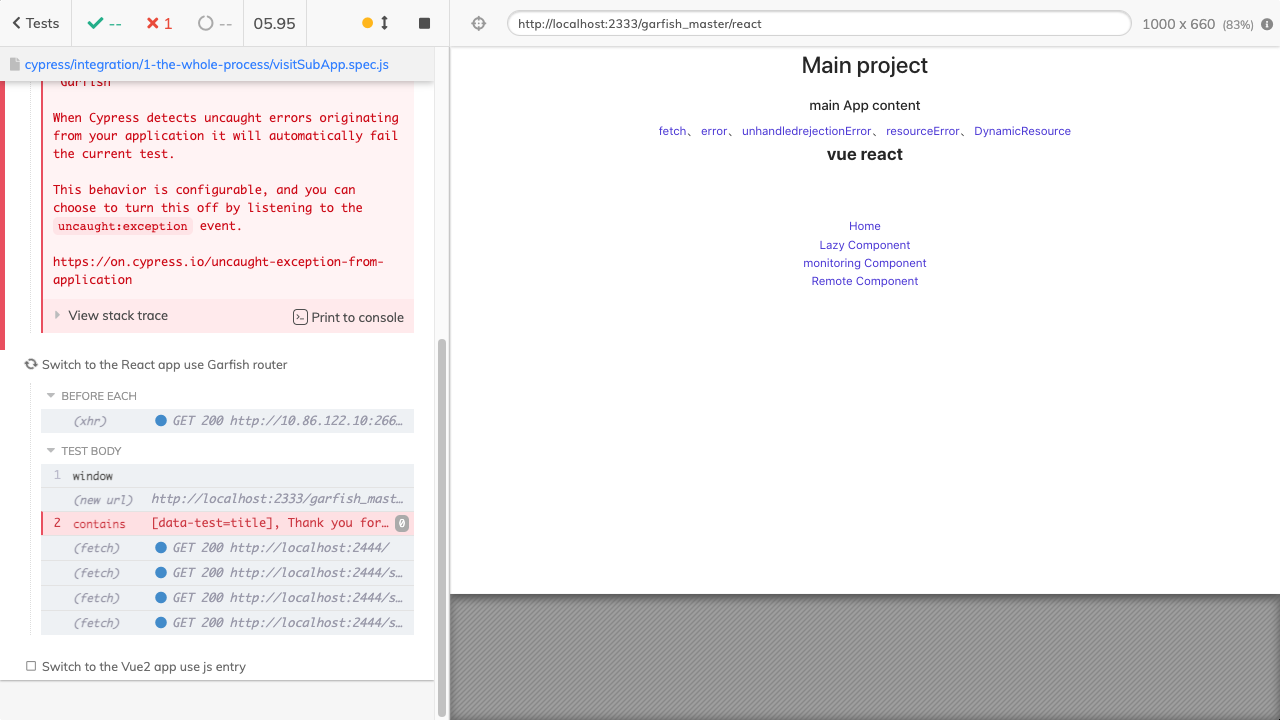 Tests
--
1
--
05.95
http://localhost:2333/garfish_master/react
1000 x 660 (83%)
cypress/integration/1-the-whole-process/visitSubApp.spec.js
Garfish
When Cypress detects uncaught errors originating
from your application it will automatically fail
the current test.
This behavior is configurable, and you can
choose to turn this off by listening to the
uncaught:exception event.
https://on.cypress.io/uncaught-exception-from-
application
View stack trace
Print to console
Switch to the React app use Garfish router
BEFORE EACH
(xhr) GET 200 http://10.86.122.10:266…
TEST BODY
1 window
(new url) http://localhost:2333/garfish_mast…
2 contains [data-test=title], Thank you for… 0
(fetch) GET 200 http://localhost:2444/
(fetch) GET 200 http://localhost:2444/s…
(fetch) GET 200 http://localhost:2444/s…
(fetch) GET 200 http://localhost:2444/s…
Switch to the Vue2 app use js entry
Main project
main App content
fetch、 error、 unhandledrejectionError、 resourceError、 DynamicResource
vue react
Home
Lazy Component
monitoring Component
Remote Component